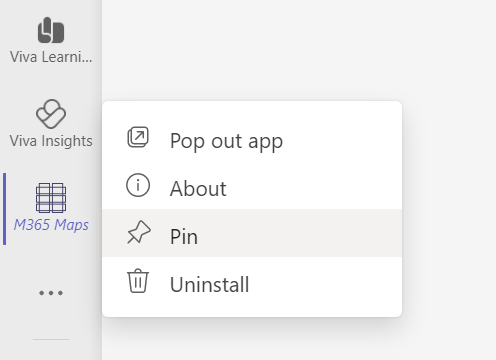 Viva Learni...
Viva Insights
M365 Maps
Pop out app
About
Pin
Uninstall